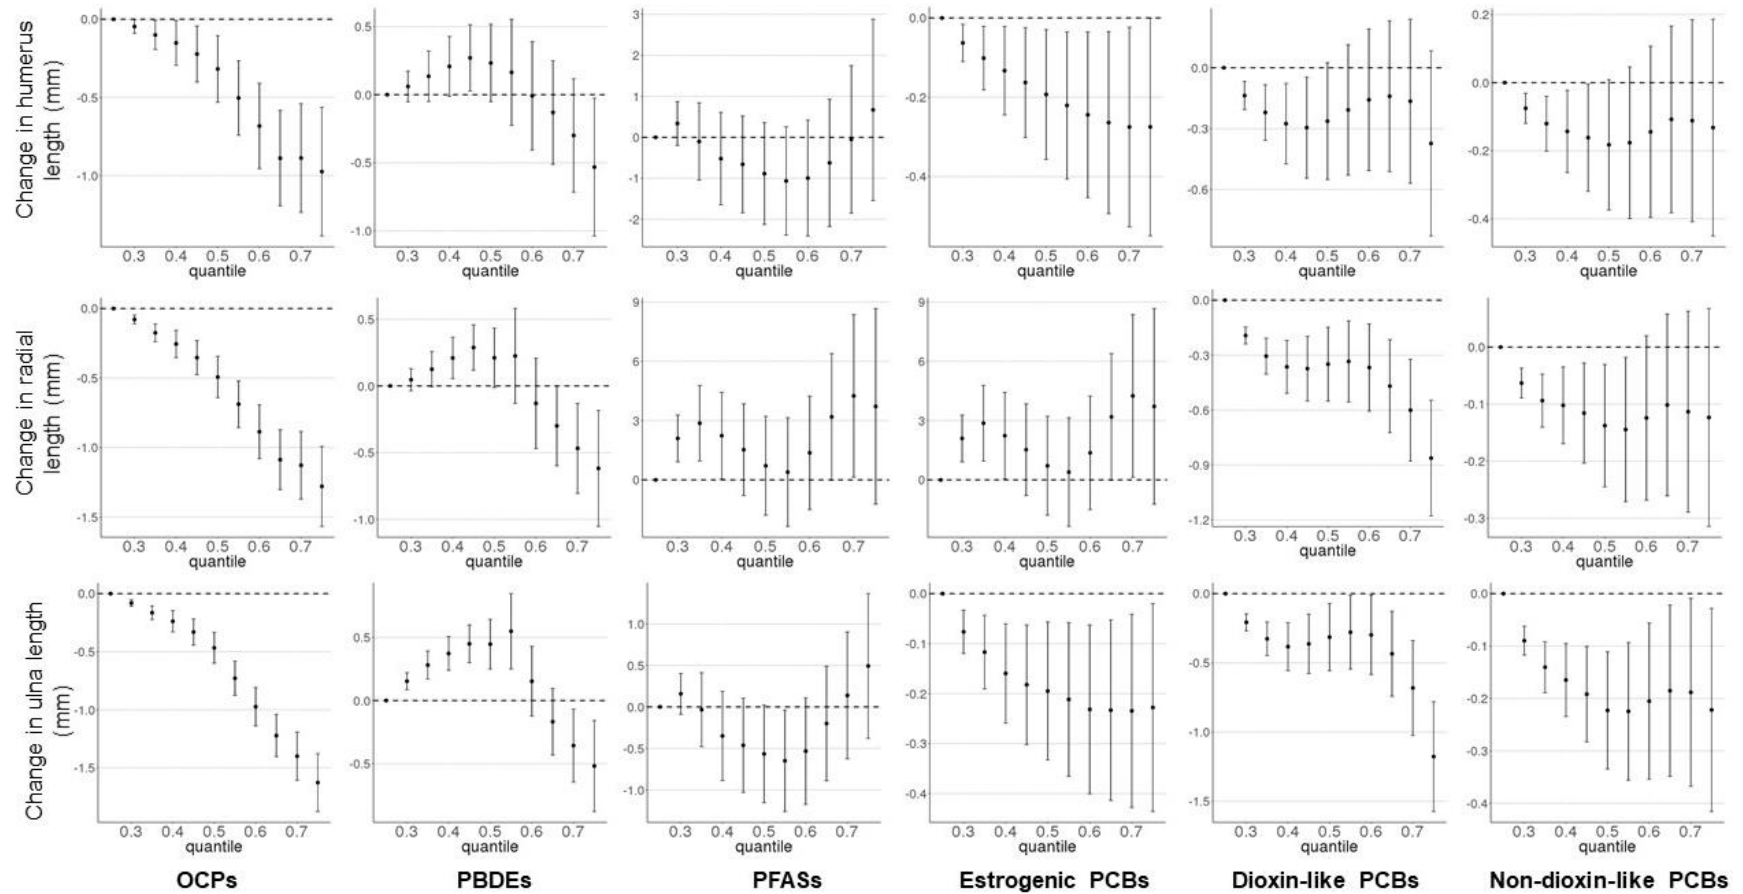 Change in humerus
length (mm)
0.0
-0.5
-1.0
0.3 0.4 0.5 0.6 0.7
quantile
0.5
0.0
-0.5
-1.0
0.3 0.4 0.5 0.6 0.7
quantile
3
2
1
0
-1
-2
0.3 0.4 0.5 0.6 0.7
quantile
0.0
-0.2
-0.4
0.3 0.4 0.5 0.6 0.7
quantile
0.0
-0.3
-0.6
0.3 0.4 0.5 0.6 0.7
quantile
0.2
0.0
-0.2
-0.4
0.3 0.4 0.5 0.6 0.7
quantile
Change in radial
length (mm)
0.0
-0.5
-1.0
-1.5
0.3 0.4 0.5 0.6 0.7
quantile
0.5
0.0
-0.5
-1.0
0.3 0.4 0.5 0.6 0.7
quantile
9
6
3
0
0.3 0.4 0.5 0.6 0.7
quantile
9
6
3
0
0.3 0.4 0.5 0.6 0.7
quantile
0.0
-0.3
-0.6
-0.9
-1.2
0.3 0.4 0.5 0.6 0.7
quantile
0.0
-0.1
-0.2
-0.3
0.3 0.4 0.5 0.6 0.7
quantile
Change in ulna length
(mm)
0.0
-0.5
-1.0
-1.5
0.3 0.4 0.5 0.6 0.7
quantile
0.5
0.0
-0.5
0.3 0.4 0.5 0.6 0.7
quantile
1.0
0.5
0.0
-0.5
-1.0
0.3 0.4 0.5 0.6 0.7
quantile
0.0
-0.1
-0.2
-0.3
-0.4
0.3 0.4 0.5 0.6 0.7
quantile
0.0
-0.5
-1.0
-1.5
0.3 0.4 0.5 0.6 0.7
quantile
0.0
-0.1
-0.2
-0.3
-0.4
0.3 0.4 0.5 0.6 0.7
quantile
OCPs PBDEs PFASs Estrogenic PCBs Dioxin-like PCBs Non-dioxin-like PCBs